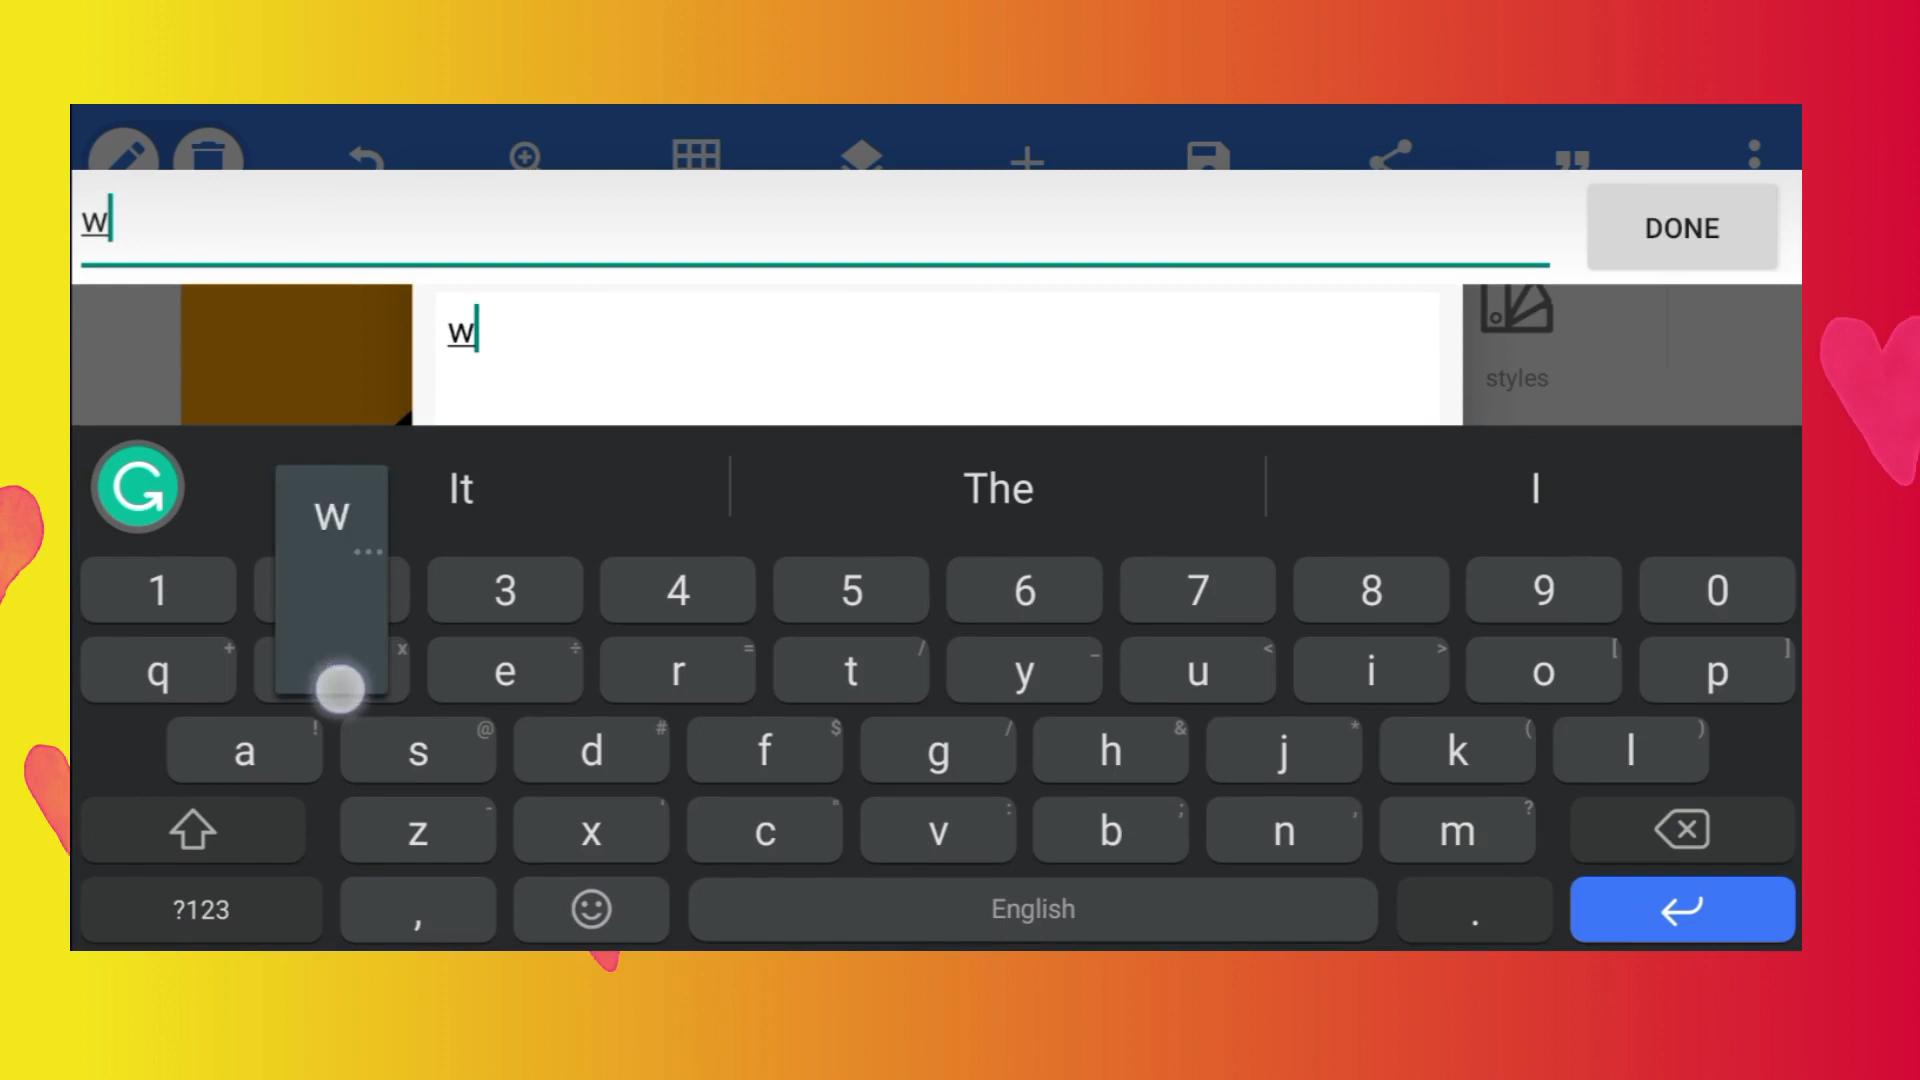 w
DONE
w
styles
It The I
W
1 3 4 5 6 7 8 9 0
q + x e ÷ r = t / y _ u < i > o [ p ]
a ! s @ d # f $ g / h & j * k ( l )
z - x ' c " v : b ; n , m ?
?123 , English .